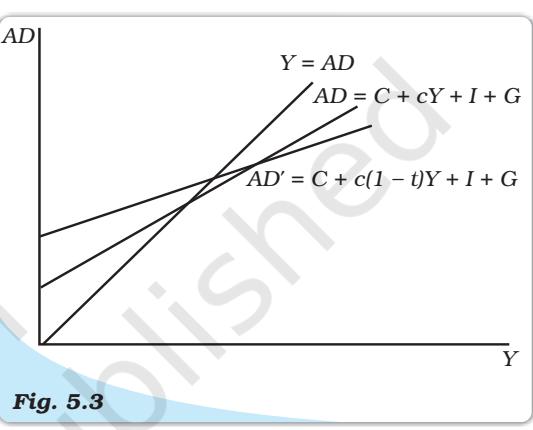 AD
Y = AD
AD = C + cY + I + G
AD′ = C + c(1 – t)Y + I + G
Y
Fig. 5.3
blished